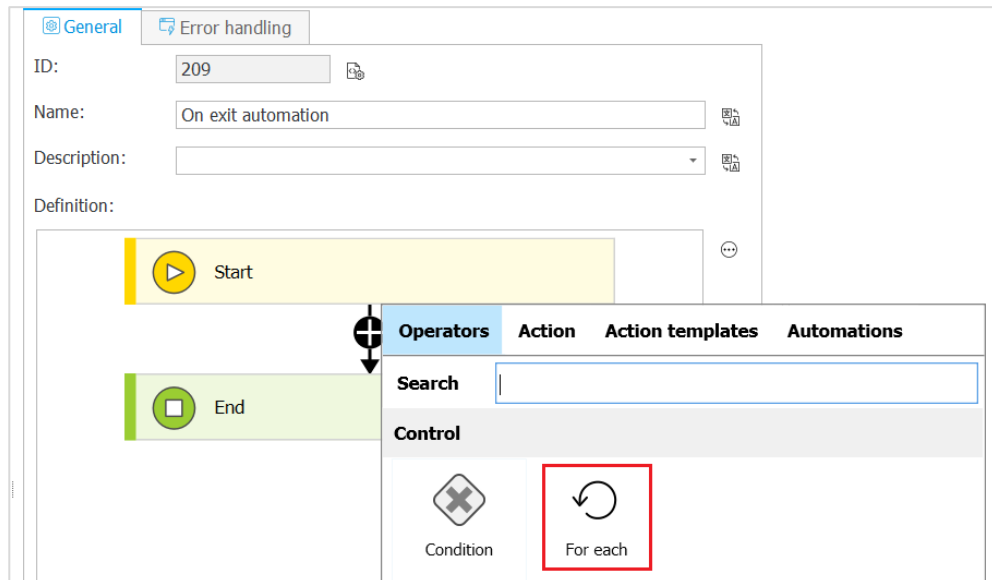 General
Error handling
ID:
209
Name:
On exit automation
Description:
Definition:
Start
Operators
Action
Action templates
Automations
Search
End
Control
Condition
For each